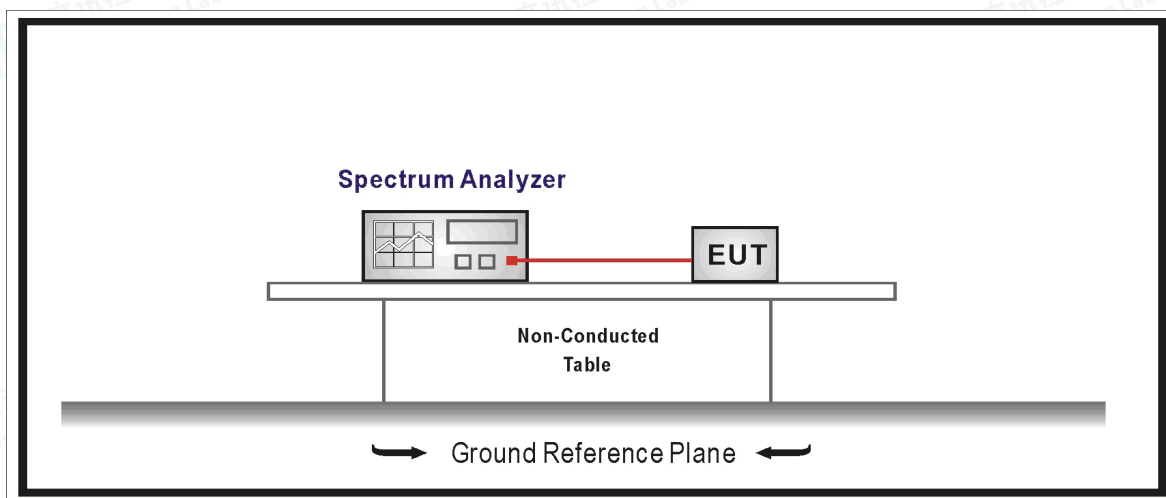 Spectrum Analyzer
EUT
Non-Conducted
Table
Ground Reference Plane